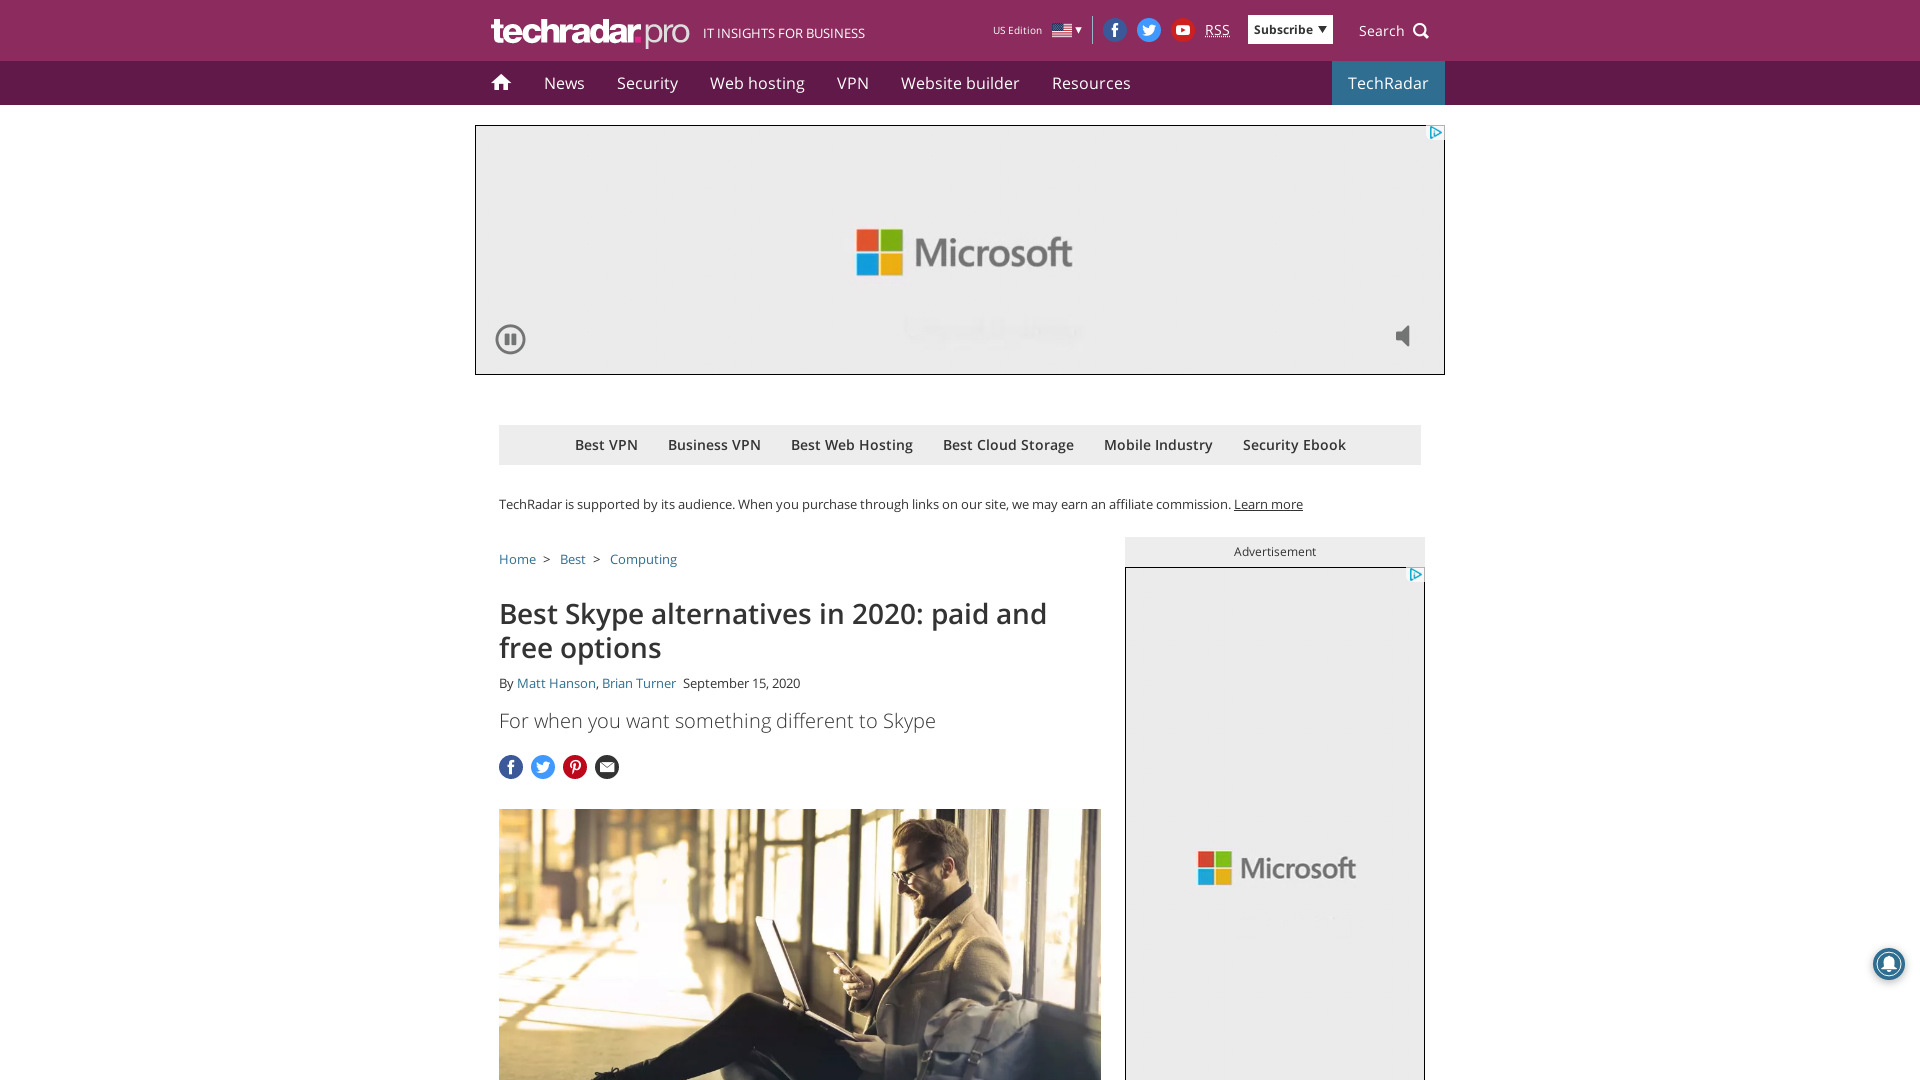 techradar.pro IT INSIGHTS FOR BUSINESS
US Edition
RSS
Subscribe
Search
News Security Web hosting VPN Website builder Resources TechRadar
Microsoft
Best VPN Business VPN Best Web Hosting Best Cloud Storage Mobile Industry Security Ebook
TechRadar is supported by its audience. When you purchase through links on our site, we may earn an affiliate commission. Learn more
Home > Best > Computing
Best Skype alternatives in 2020: paid and
free options
By Matt Hanson, Brian Turner September 15, 2020
For when you want something different to Skype
Advertisement
Microsoft